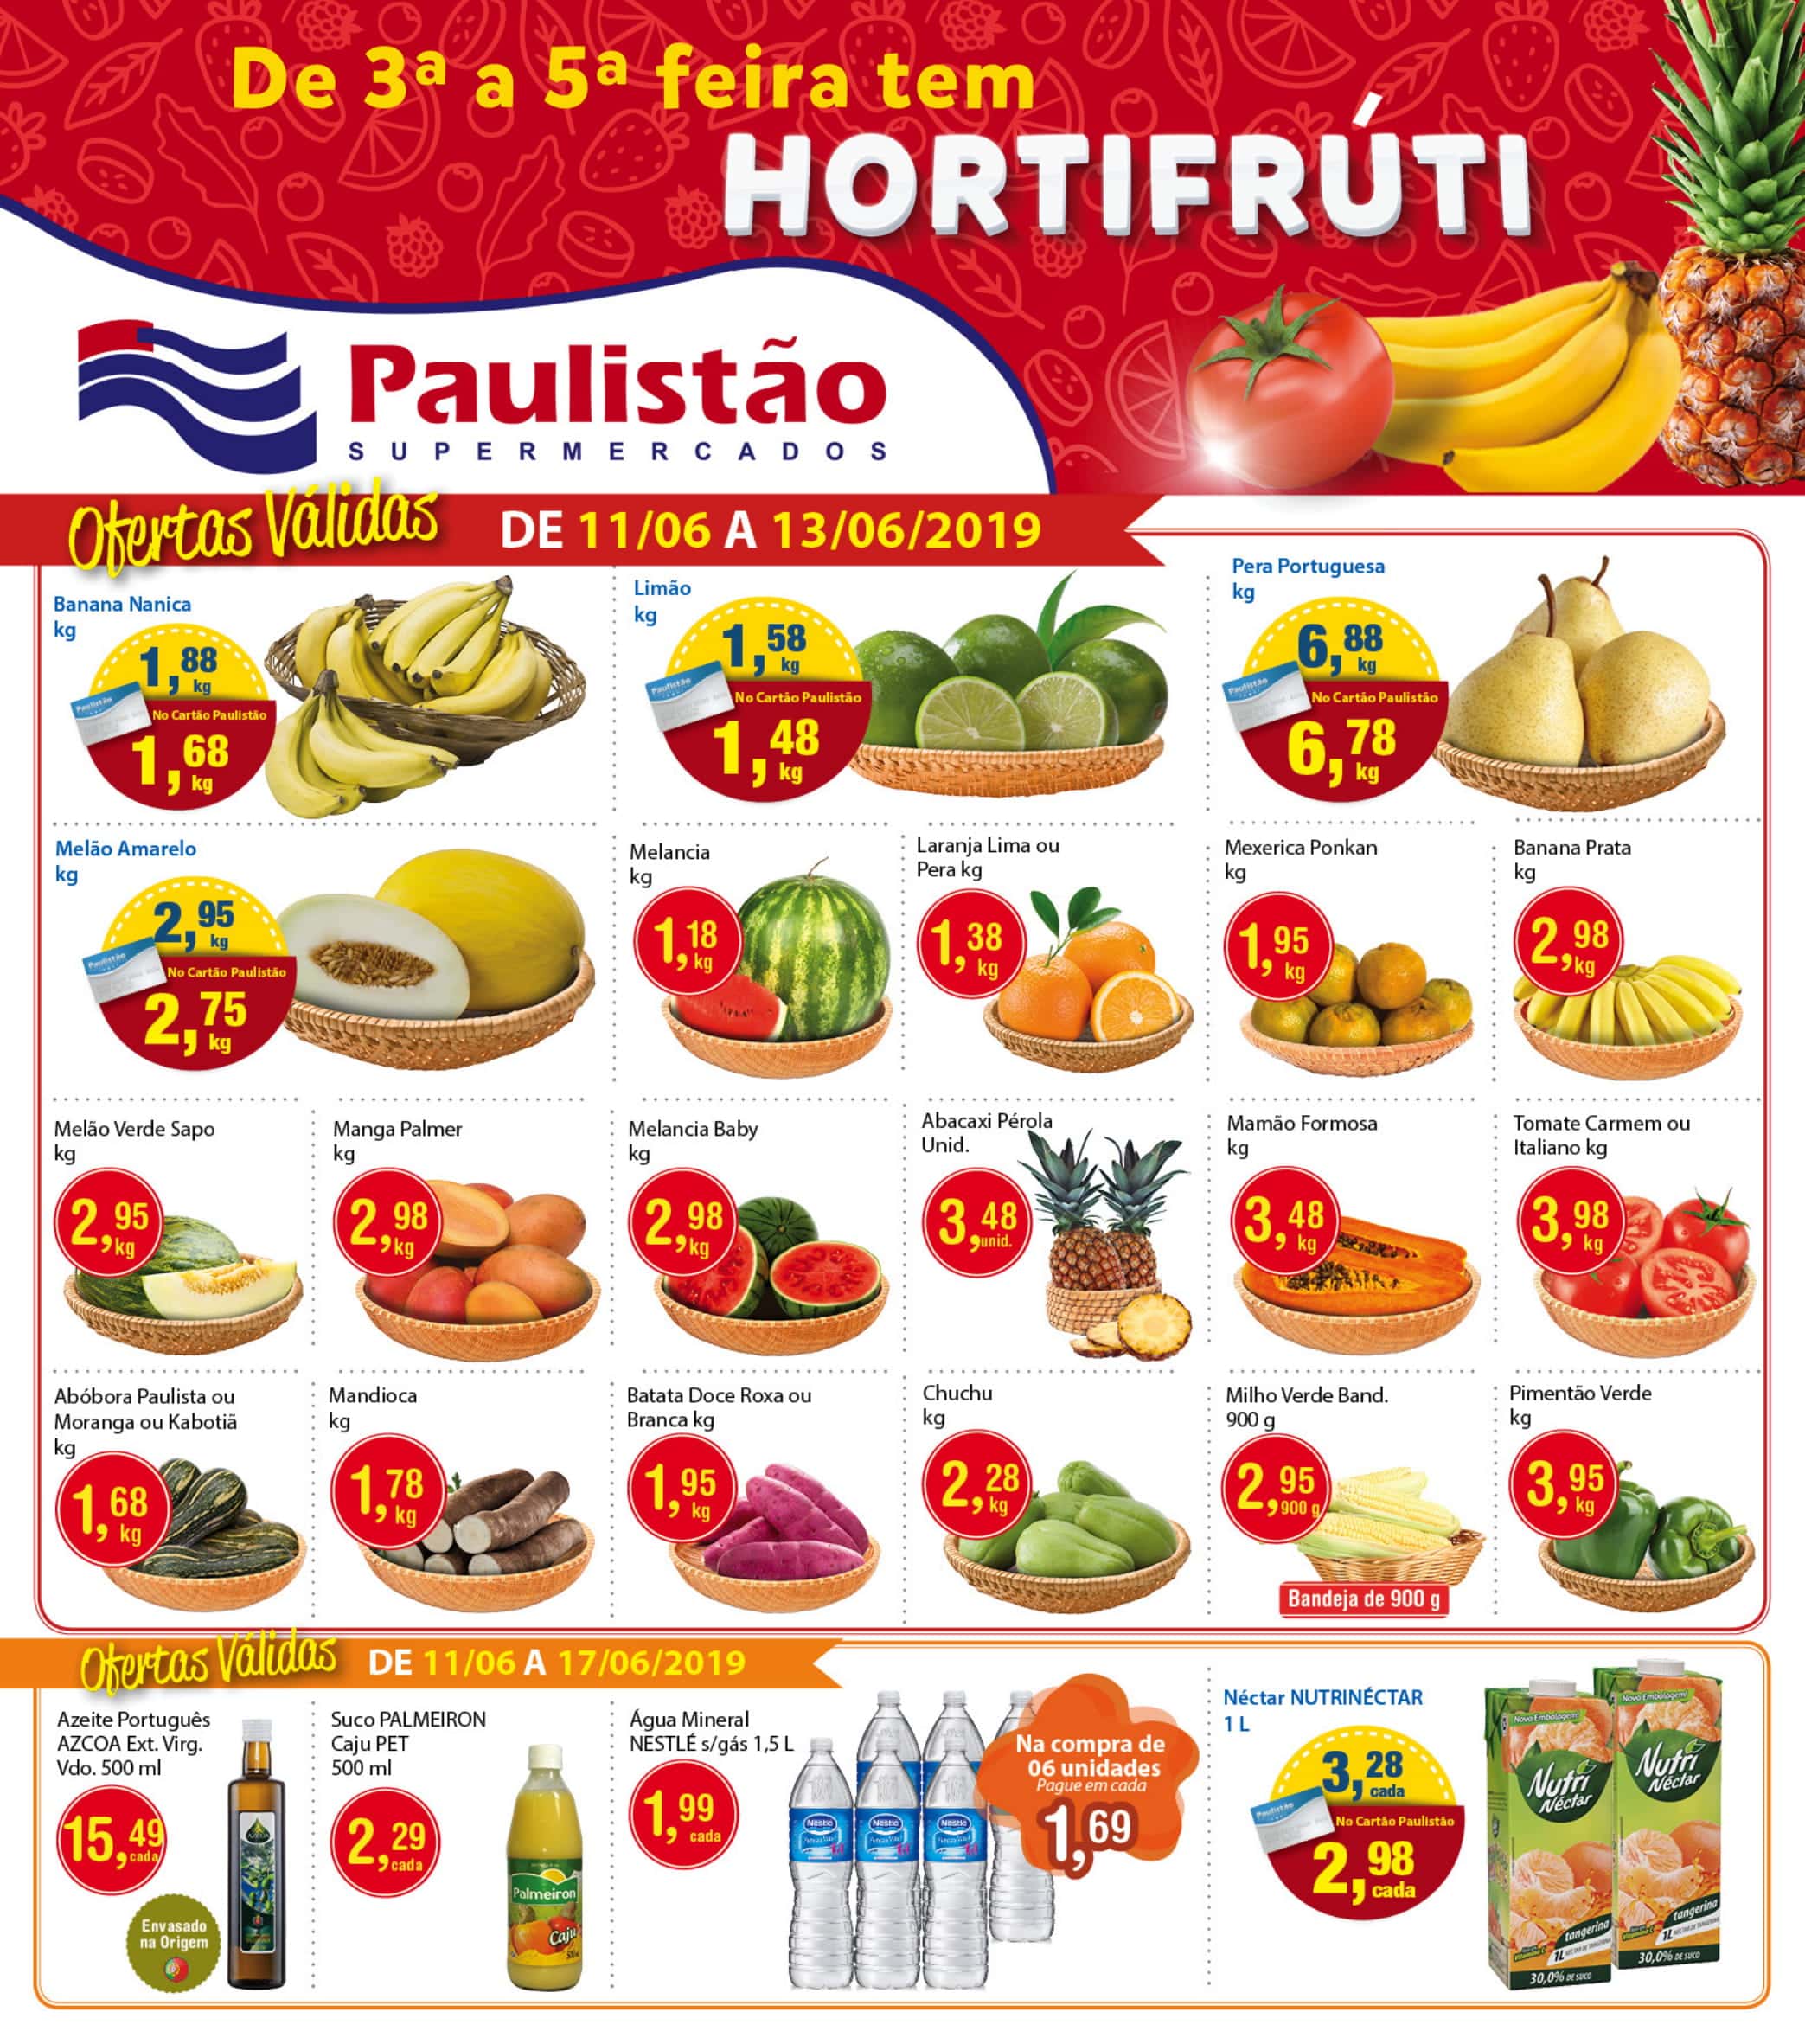 De 3ª a 5ª feira tem
HORTIFRÚTI
Paulistão
SUPERMERCADOS
Ofertas Válidas DE 11/06 A 13/06/2019
Banana Nanica
kg
1,88
kg
No Cartão Paulistão
1,68
kg
Limão
kg
1,58
kg
No Cartão Paulistão
1,48
kg
Pera Portuguesa
kg
6,88
kg
No Cartão Paulistão
6,78
kg
Melão Amarelo
kg
2,95
kg
No Cartão Paulistão
2,75
kg
Melancia
kg
1,18
kg
Laranja Lima ou
Pera kg
1,38
kg
Mexerica Ponkan
kg
1,95
kg
Banana Prata
kg
2,98
kg
Melão Verde Sapo
kg
2,95
kg
Manga Palmer
kg
2,98
kg
Melancia Baby
kg
2,98
kg
Abacaxi Pérola
Unid.
3,48
unid.
Mamão Formosa
kg
3,48
kg
Tomate Carmem ou
Italiano kg
3,98
kg
Abóbora Paulista ou
Moranga ou Kabotiã
kg
1,68
kg
Mandioca
kg
1,78
kg
Batata Doce Roxa ou
Branca kg
1,95
kg
Chuchu
kg
2,28
kg
Milho Verde Band.
900 g
2,95
900 g
Bandeja de 900 g
Pimentão Verde
kg
3,95
kg
Ofertas Válidas DE 11/06 A 17/06/2019
Azeite Português
AZCOA Ext. Virg.
Vdo. 500 ml
15,49
cada
Envasado
na Origem
AZCOA
Suco PALMEIRON
Caju PET
500 ml
2,29
cada
Palmeiron
Caju
Água Mineral
NESTLÉ s/gás 1,5 L
1,99
cada
Nestlé
Nestlé
Nestlé
Na compra de
06 unidades
Pague em cada
1,69
Néctar NUTRINÉCTAR
1 L
3,28
cada
No Cartão Paulistão
2,98
cada
Nova Embalagem!
Nutri
Néctar
tangerina
1L
30,0% DE SUCO
Nova Embalagem!
Nutri
Néctar
tangerina
1L
30,0% DE SUCO